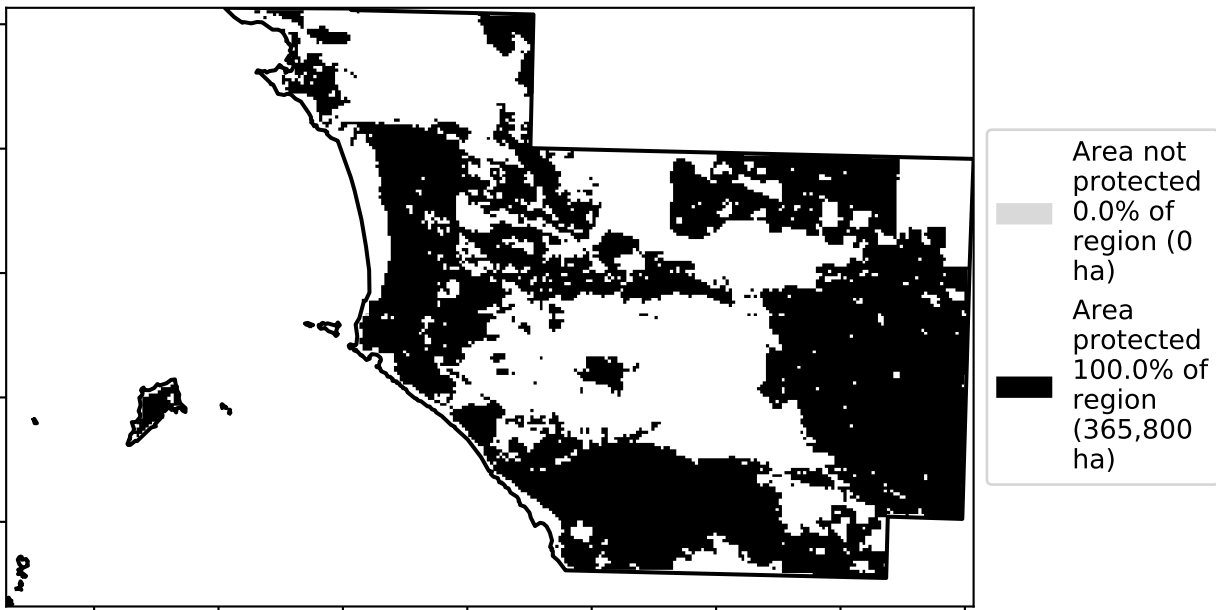 Area not
protected
0.0% of
region (0
ha)
Area
protected
100.0% of
region
(365,800
ha)